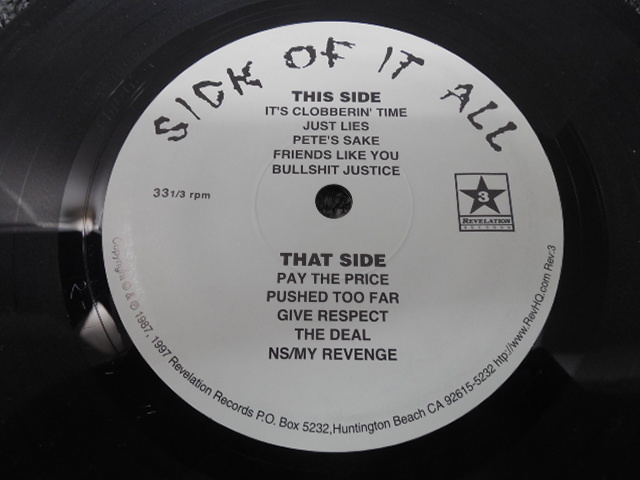 SICK OF IT ALL
THIS SIDE
IT'S CLOBBERIN' TIME
JUST LIES
PETE'S SAKE
FRIENDS LIKE YOU
BULLSHIT JUSTICE
33 1/3 rpm
3
REVELATION
RECORDS
THAT SIDE
PAY THE PRICE
PUSHED TOO FAR
GIVE RESPECT
THE DEAL
NS/MY REVENGE
Copyright © & ℗ 1987, 1997 Revelation Records P.O. Box 5232, Huntington Beach CA 92615-5232 http://www.RevHQ.com Rev:3